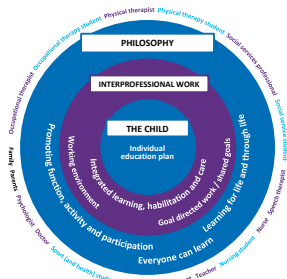 Physical therapist
Physical therapy student
Occupational therapy student
Social services professional
Occupational therapist
Social service student
Family
Parents
Speech therapist
Psychologist
Nurse
Doctor
Nursing student
Sport (and health)
Teacher
PHILOSOPHY
INTERPROFESSIONAL WORK
THE CHILD
Individual
education plan
Working environment
Integrated learning, habilitation and care
Goal directed work / shared goals
Promoting function, activity and participation
Everyone can learn
Learning for life and through life